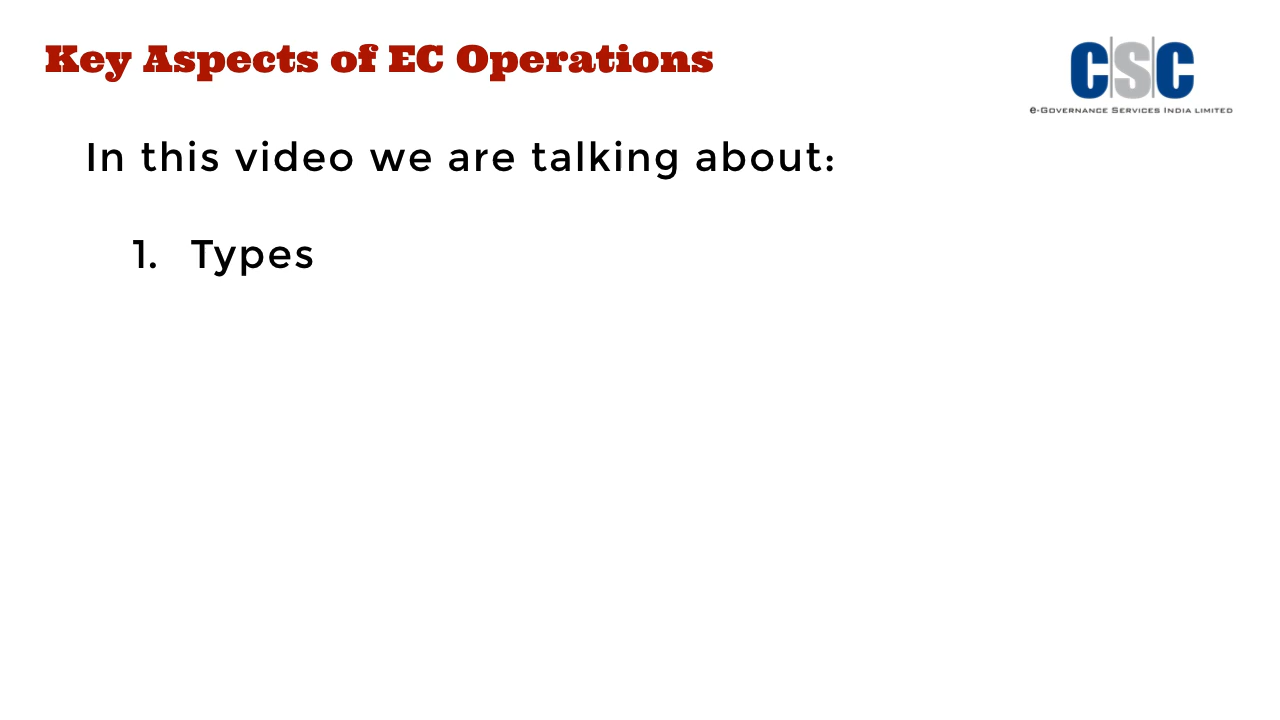 Key Aspects of EC Operations
CSC
e-Governance Services India Limited
In this video we are talking about:
1. Types